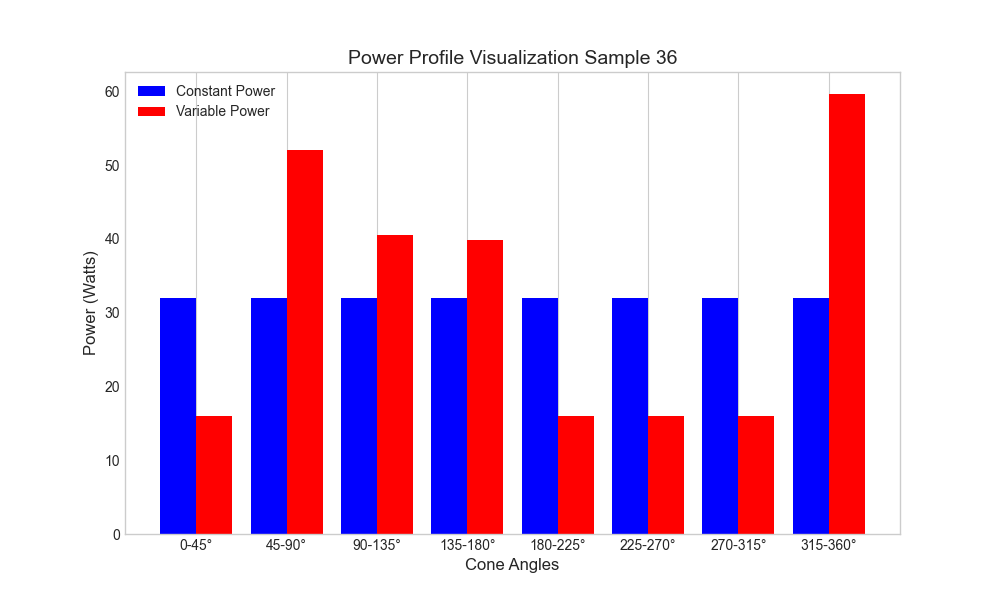 Power Profile Visualization Sample 36
Constant Power
Variable Power
Power (Watts)
60
50
40
30
20
10
0
0-45° 45-90° 90-135° 135-180° 180-225° 225-270° 270-315° 315-360°
Cone Angles